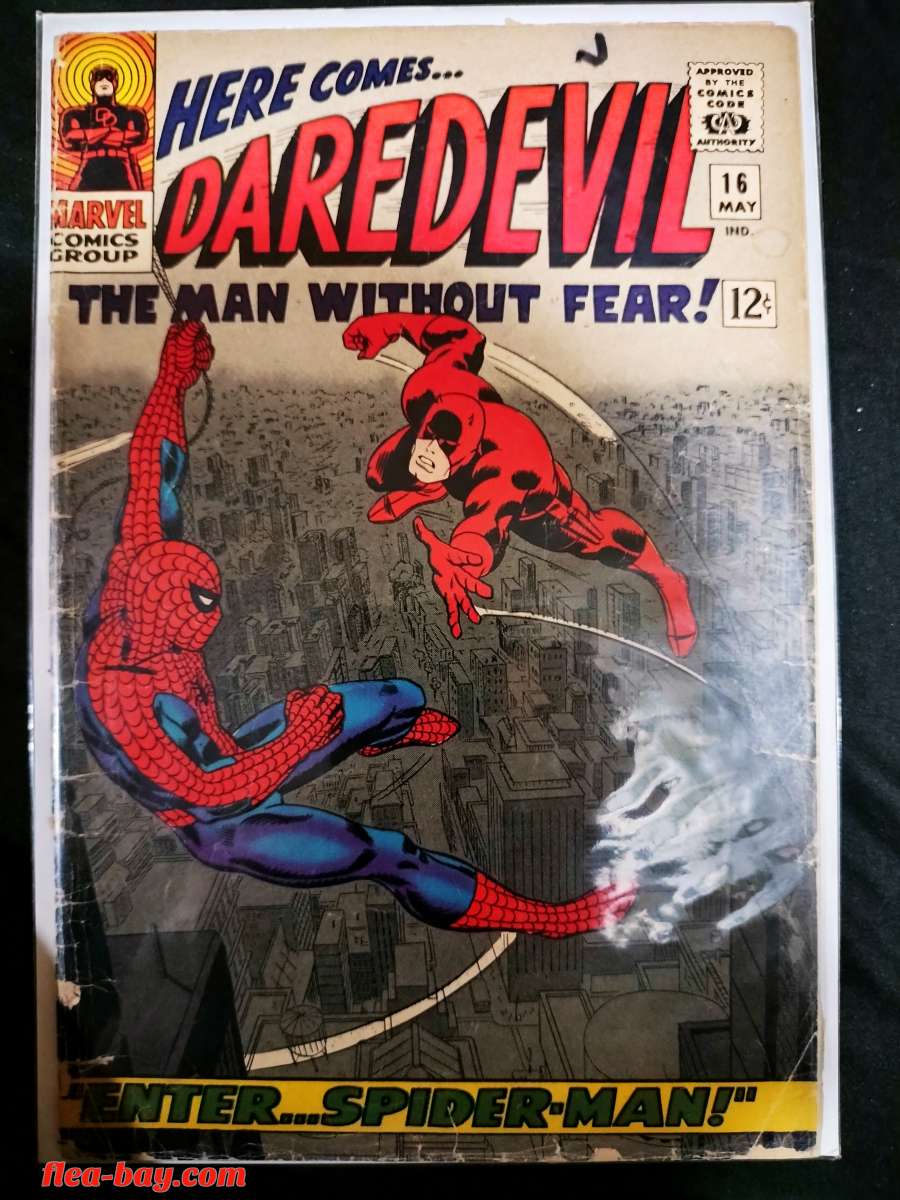 HERE COMES...
DAREDEVIL
APPROVED
BY THE
COMICS
CODE
CA
AUTHORITY
MARVEL
COMICS
GROUP
16
MAY
IND.
THE MAN WITHOUT FEAR!
12¢
DD
"ENTER...SPIDER-MAN!"
flea-bay.com